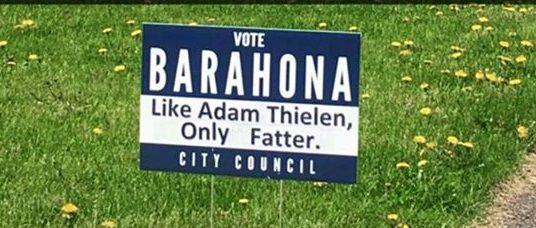 VOTE
BARAHONA
Like Adam Thielen,
Only Fatter.
CITY COUNCIL